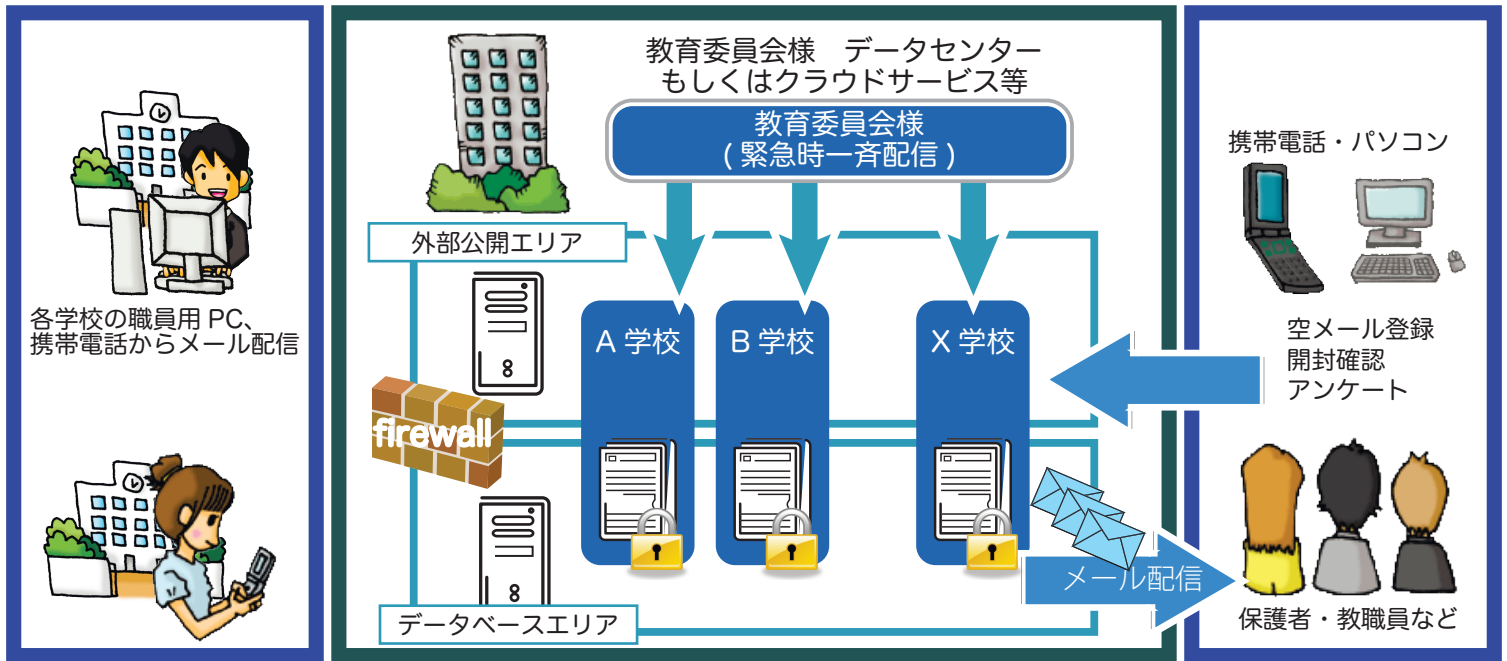 各学校の職員用 PC、
携帯電話からメール配信
教育委員会様　データセンター
もしくはクラウドサービス等
教育委員会様
( 緊急時一斉配信 )
外部公開エリア
A 学校
B 学校
X 学校
firewall
データベースエリア
メール配信
携帯電話・パソコン
空メール登録
開封確認
アンケート
保護者・教職員など